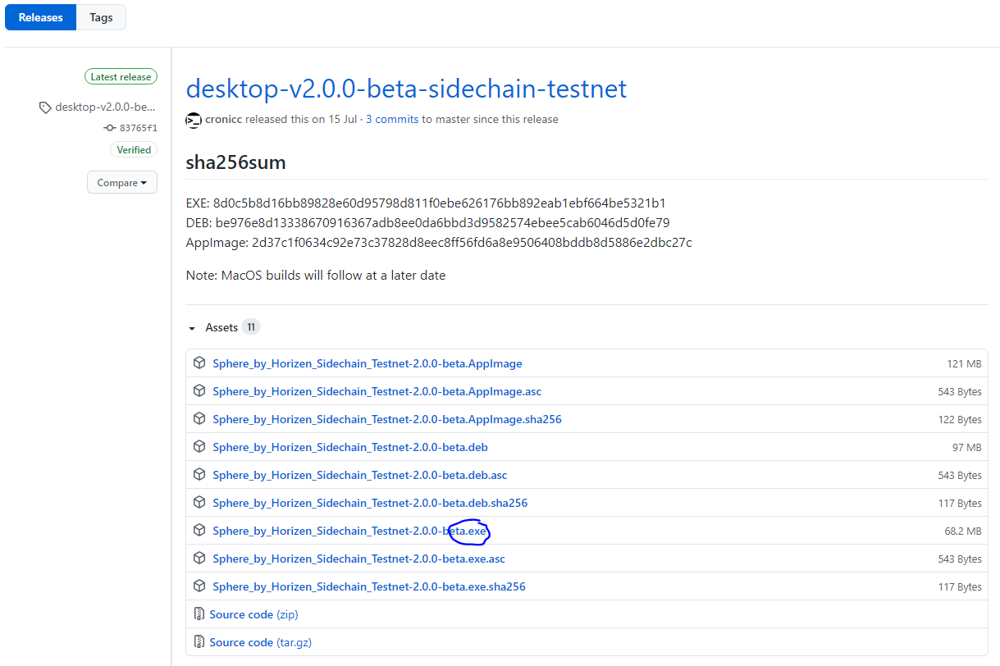 Releases Tags
Latest release
desktop-v2.0.0-be...
83765f1
Verified
Compare
desktop-v2.0.0-beta-sidechain-testnet
cronicc released this on 15 Jul · 3 commits to master since this release
sha256sum
EXE: 8d0c5b8d16bb89828e60d95798d811f0ebe626176bb892eab1ebf664be5321b1
DEB: be976e8d13338670916367adb8ee0da6bbd3d9582574ebee5cab6046d5d0fe79
AppImage: 2d37c1f0634c92e73c37828d8eec8ff56fd6a8e9506408bddb8d5886e2dbc27c
Note: MacOS builds will follow at a later date
Assets 11
Sphere_by_Horizen_Sidechain_Testnet-2.0.0-beta.AppImage 121 MB
Sphere_by_Horizen_Sidechain_Testnet-2.0.0-beta.AppImage.asc 543 Bytes
Sphere_by_Horizen_Sidechain_Testnet-2.0.0-beta.AppImage.sha256 122 Bytes
Sphere_by_Horizen_Sidechain_Testnet-2.0.0-beta.deb 97 MB
Sphere_by_Horizen_Sidechain_Testnet-2.0.0-beta.deb.asc 543 Bytes
Sphere_by_Horizen_Sidechain_Testnet-2.0.0-beta.deb.sha256 117 Bytes
Sphere_by_Horizen_Sidechain_Testnet-2.0.0-beta.exe 68.2 MB
Sphere_by_Horizen_Sidechain_Testnet-2.0.0-beta.exe.asc 543 Bytes
Sphere_by_Horizen_Sidechain_Testnet-2.0.0-beta.exe.sha256 117 Bytes
Source code (zip)
Source code (tar.gz)